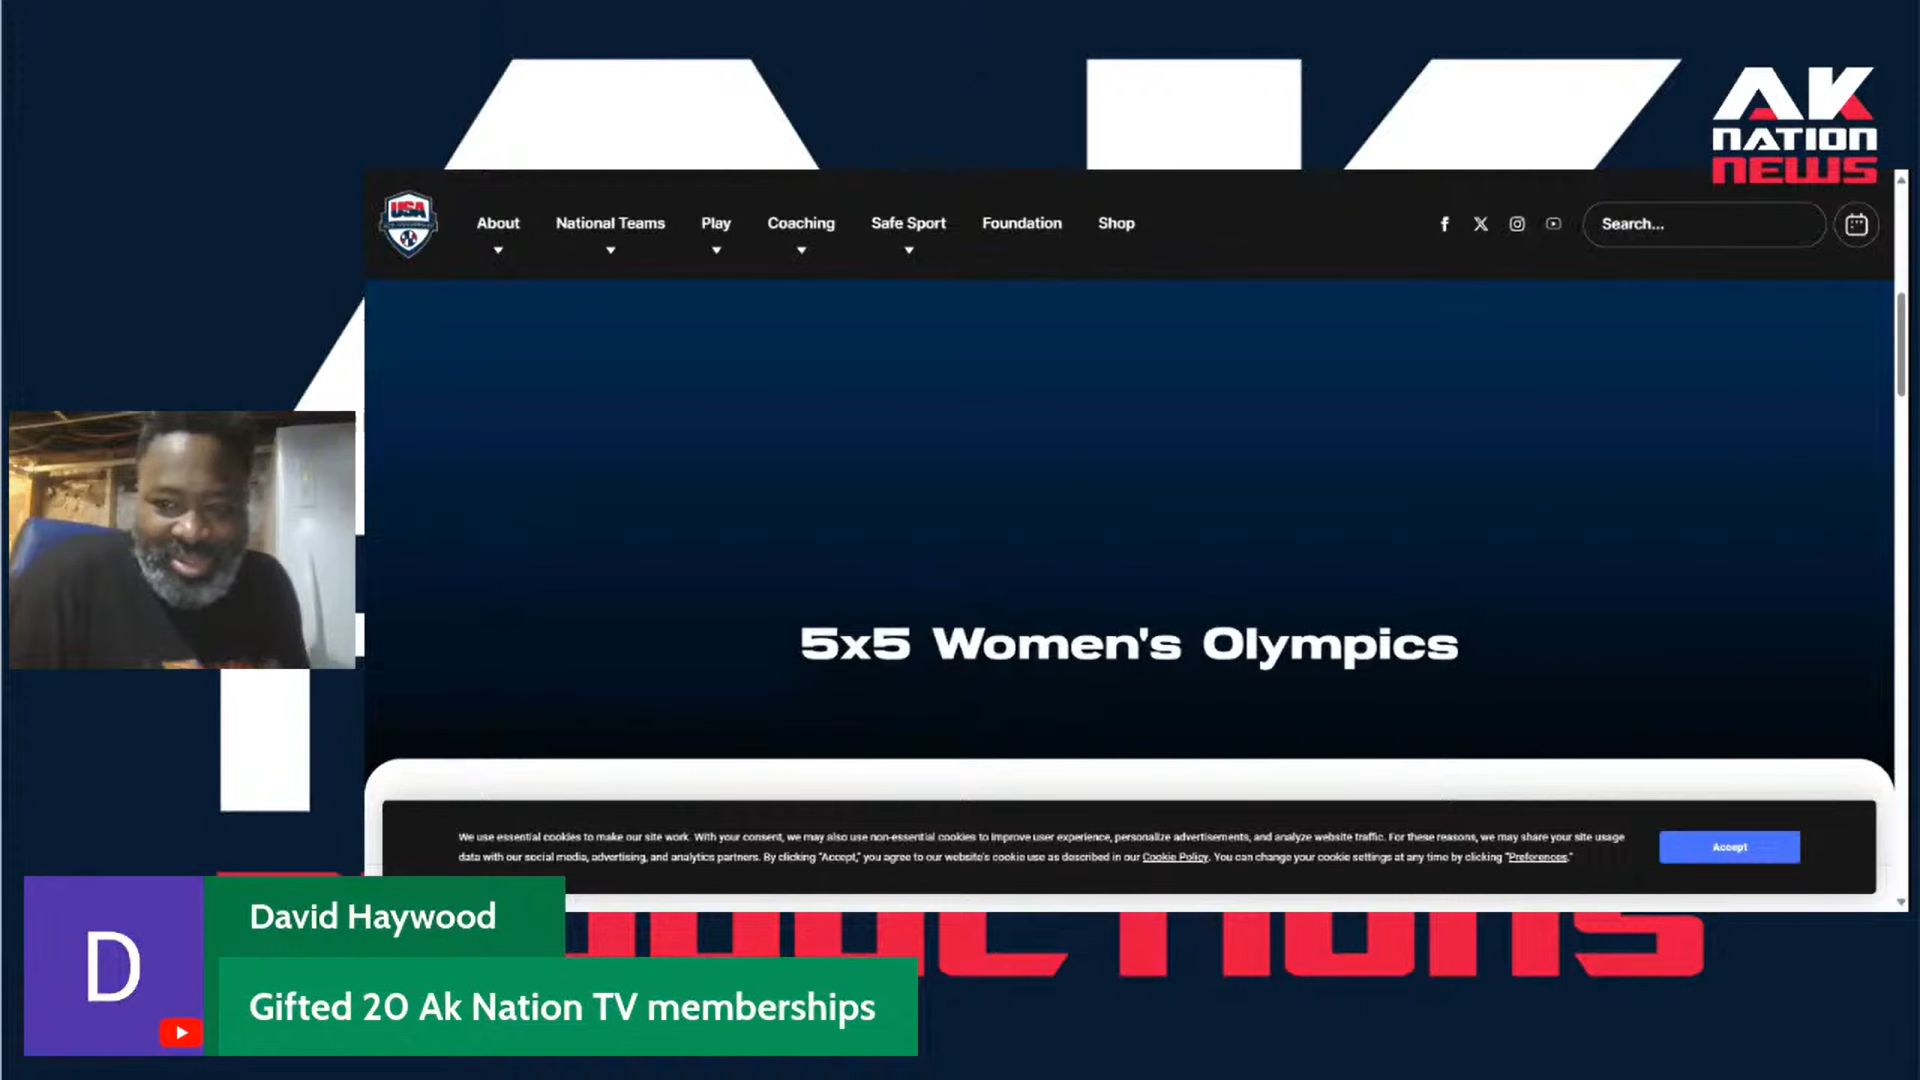 AK
NATION
NEWS
USA
About
National Teams
Play
Coaching
Safe Sport
Foundation
Shop
Search...
5x5 Women's Olympics
We use essential cookies to make our site work. With your consent, we may also use non-essential cookies to improve user experience, personalize advertisements, and analyze website traffic. For these reasons, we may share your site usage
data with our social media, advertising, and analytics partners. By clicking "Accept," you agree to our website's cookie use as described in our Cookie Policy. You can change your cookie settings at any time by clicking "Preferences."
Accept
D
David Haywood
Gifted 20 Ak Nation TV memberships